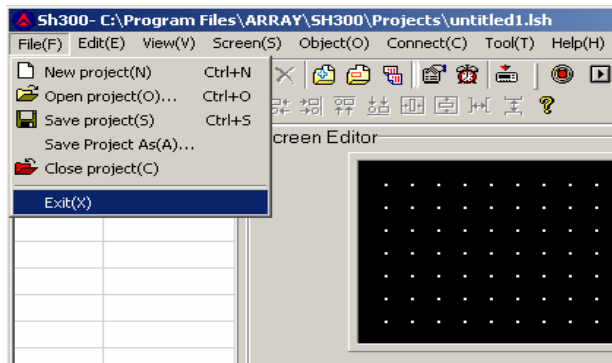 Sh300- C:\Program Files\ARRAY\SH300\Projects\untitled1.lsh
File(F) Edit(E) View(V) Screen(S) Object(O) Connect(C) Tool(T) Help(H)
New project(N) Ctrl+N
Open project(O)... Ctrl+O
Save project(S) Ctrl+S
Save Project As(A)...
Close project(C)
Exit(X)
creen Editor